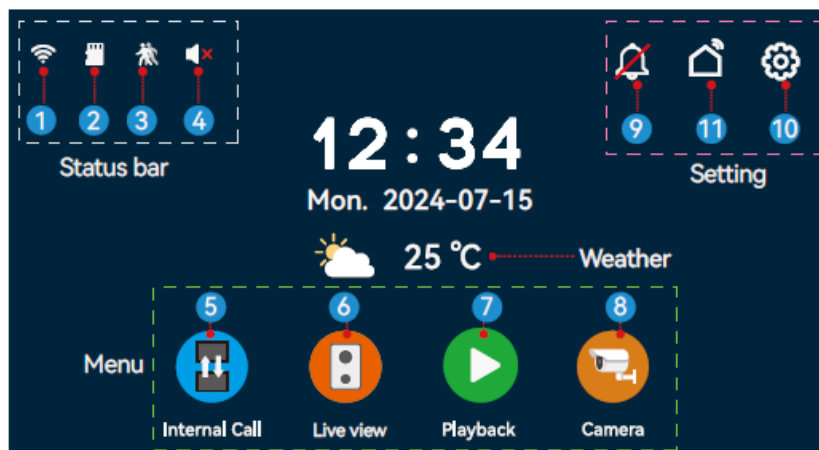 1 2 3 4
Status bar
9 11 10
Setting
12:34
Mon. 2024-07-15
25 °C Weather
5 6 7 8
Menu
Internal Call Live view Playback Camera